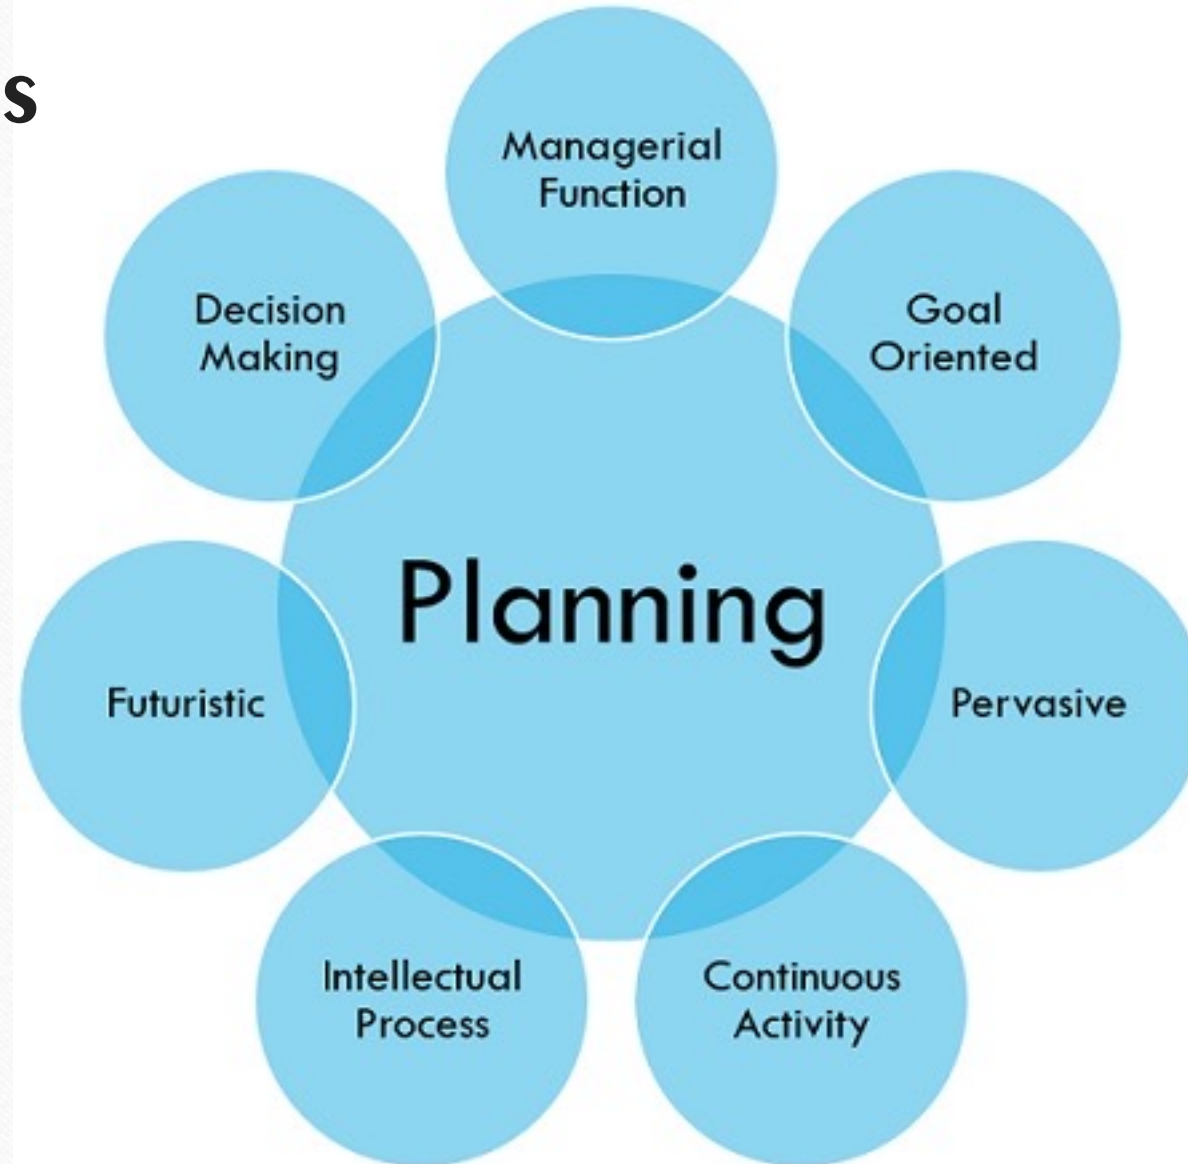 s
Managerial
Function
Goal
Oriented
Pervasive
Continuous
Activity
Intellectual
Process
Futuristic
Decision
Making
Planning